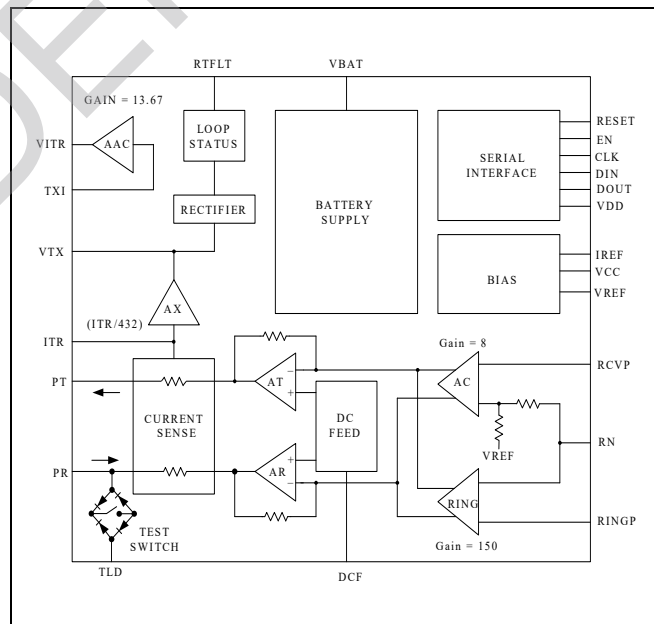 RTFLT
VBAT
GAIN = 13.67
VITR
AAC
TXI
LOOP
STATUS
RECTIFIER
BATTERY
SUPPLY
SERIAL
INTERFACE
RESET
EN
CLK
DIN
DOUT
VDD
VTX
BIAS
IREF
VCC
VREF
AX
(ITR/432)
ITR
PT
CURRENT
SENSE
AT
−
+
Gain = 8
AC
RCVP
DC
FEED
VREF
RN
PR
AR
+
−
RING
RINGP
Gain = 150
TEST
SWITCH
TLD
DCF